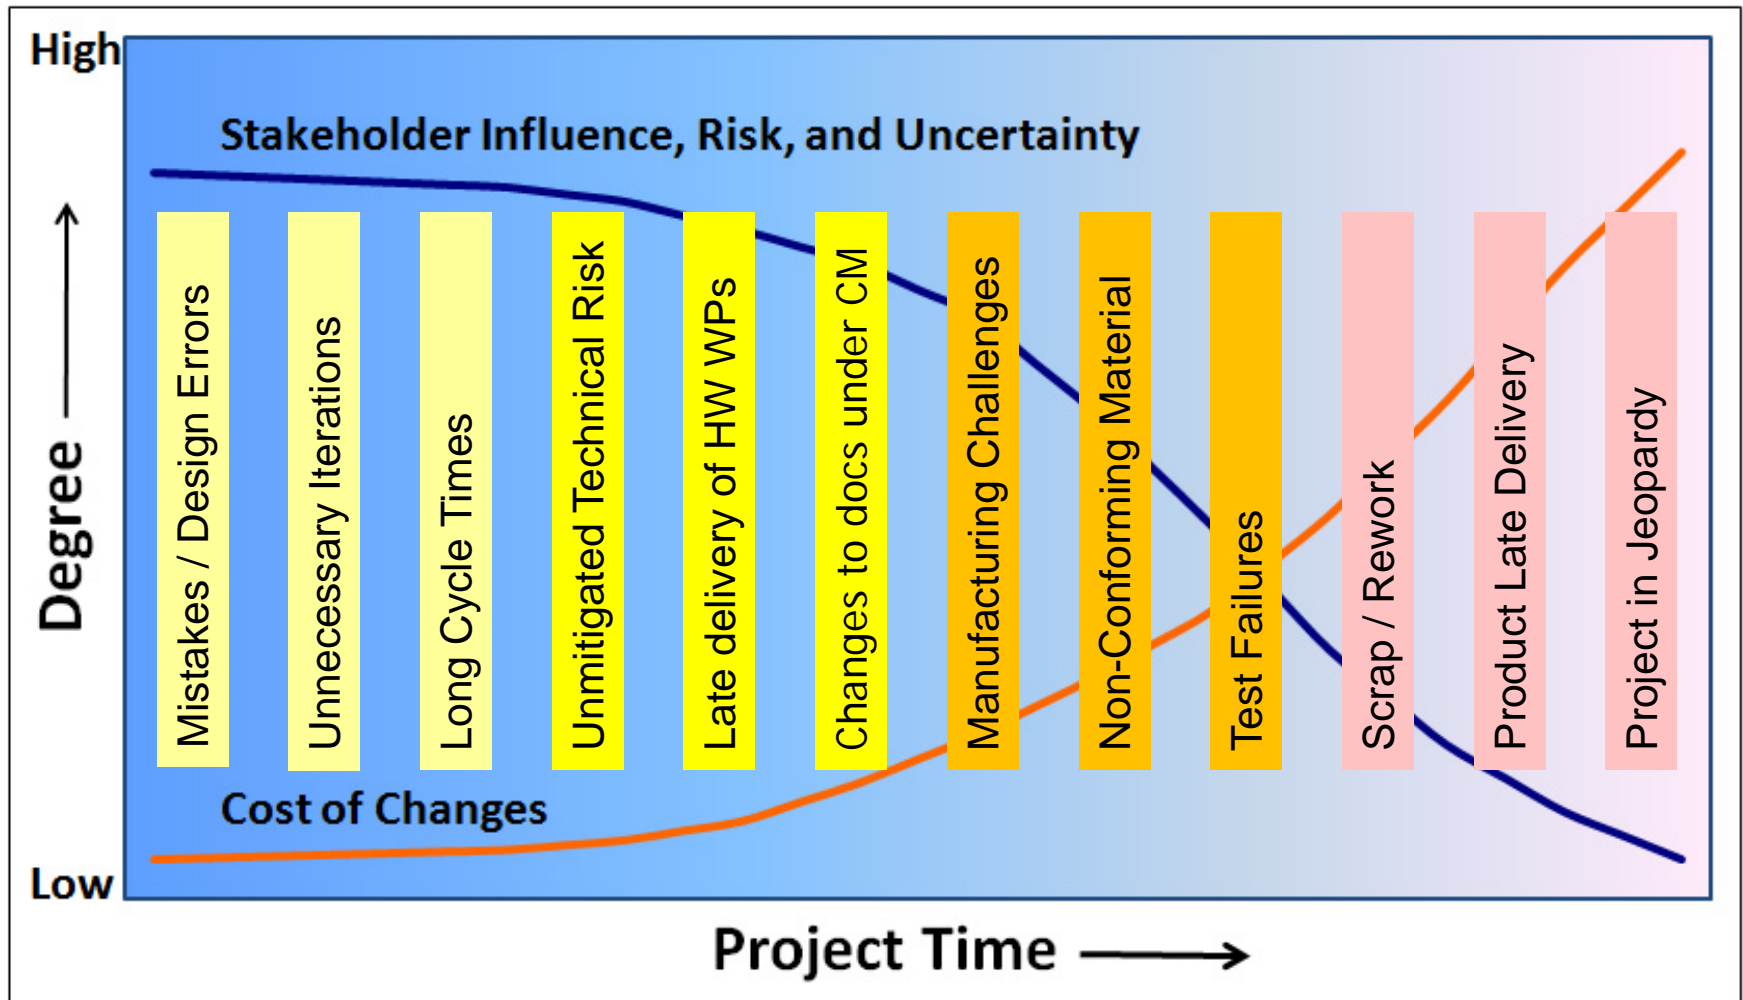 High
Stakeholder Influence, Risk, and Uncertainty
Degree
Mistakes / Design Errors
Unnecessary Iterations
Long Cycle Times
Unmitigated Technical Risk
Late delivery of HW WPs
Changes to docs under CM
Manufacturing Challenges
Non-Conforming Material
Test Failures
Scrap / Rework
Product Late Delivery
Project in Jeopardy
Cost of Changes
Low
Project Time